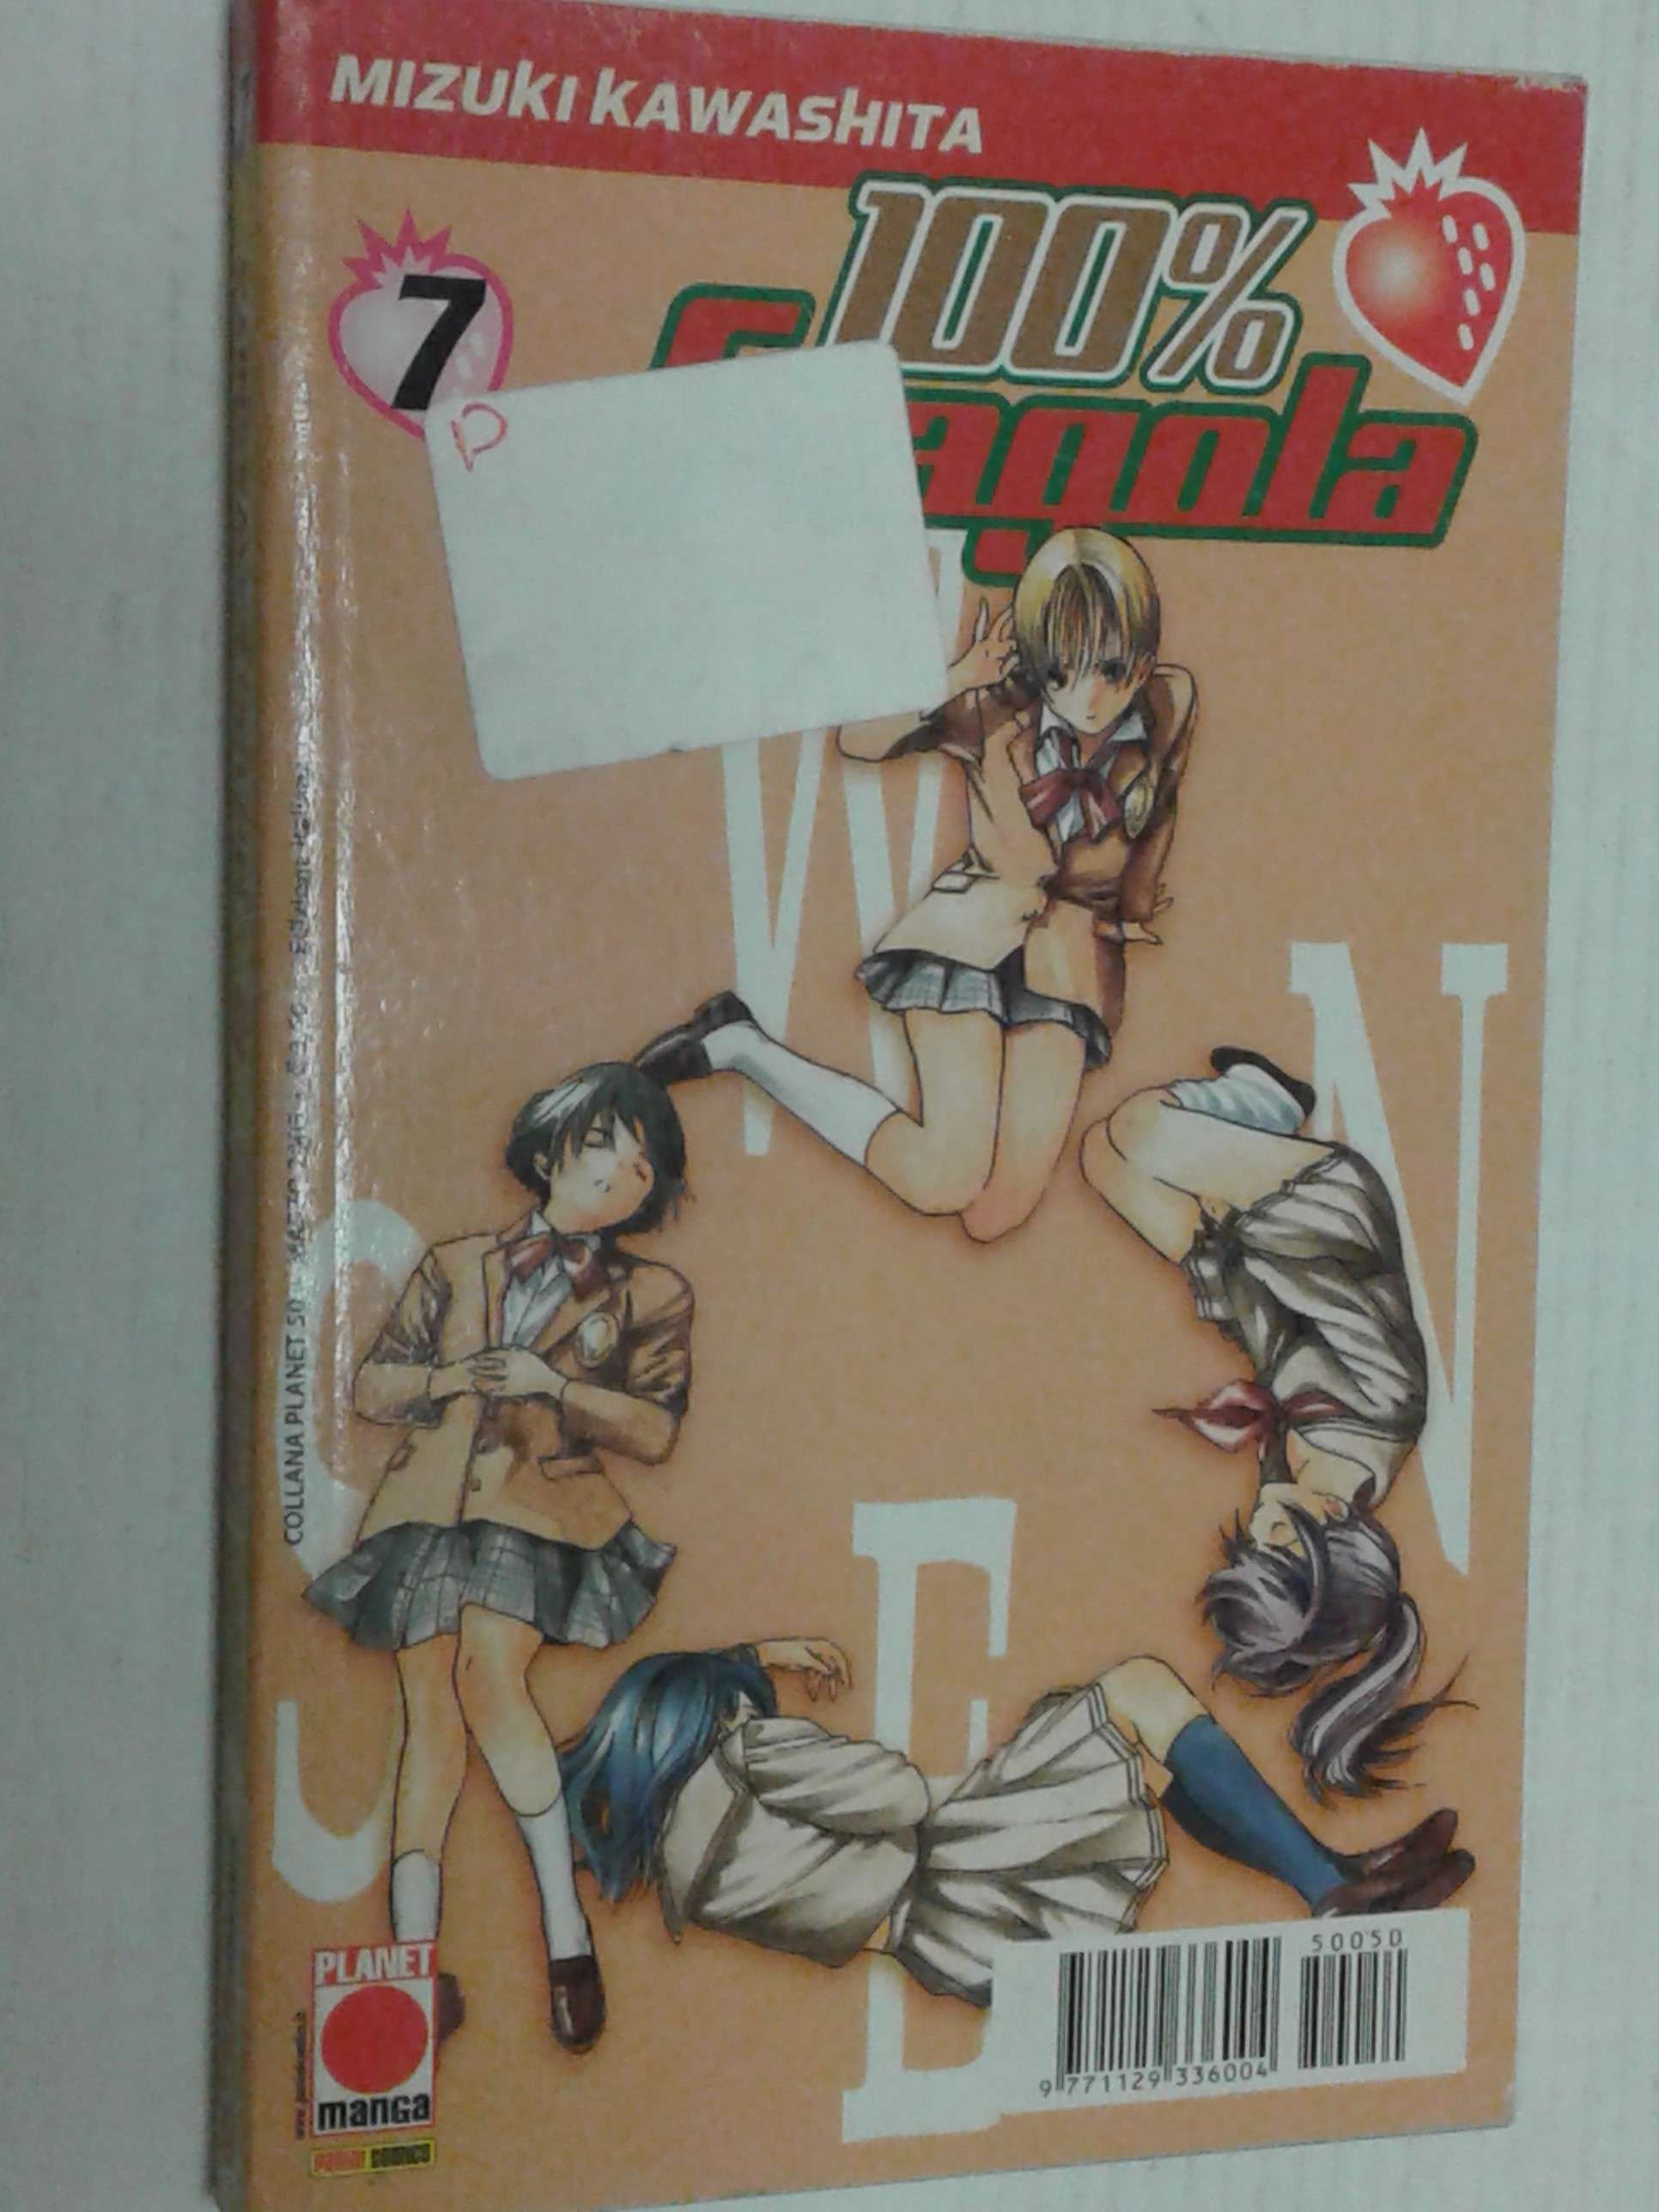 MIZUKI KAWASHITA
7
100%
agola
W
N
S
E
COLLANA PLANET 50
PLANET
manga
PANINI COMICS
50050
9 771129 336004